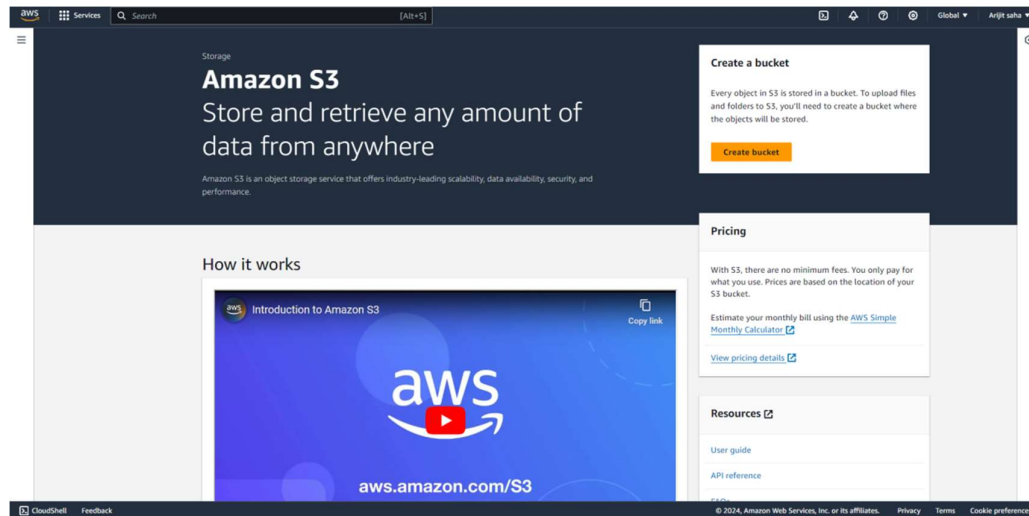 aws
Services
Search
[Alt+S]
Global
Arijit saha
Storage
Amazon S3
Store and retrieve any amount of
data from anywhere
Amazon S3 is an object storage service that offers industry-leading scalability, data availability, security, and
performance.
Create a bucket
Every object in S3 is stored in a bucket. To upload files
and folders to S3, you'll need to create a bucket where
the objects will be stored.
Create bucket
How it works
aws
Introduction to Amazon S3
Copy link
aws
aws.amazon.com/S3
Pricing
With S3, there are no minimum fees. You only pay for
what you use. Prices are based on the location of your
S3 bucket.
Estimate your monthly bill using the AWS Simple
Monthly Calculator
View pricing details
Resources
User guide
API reference
FAQs
CloudShell
Feedback
© 2024, Amazon Web Services, Inc. or its affiliates.
Privacy
Terms
Cookie preference